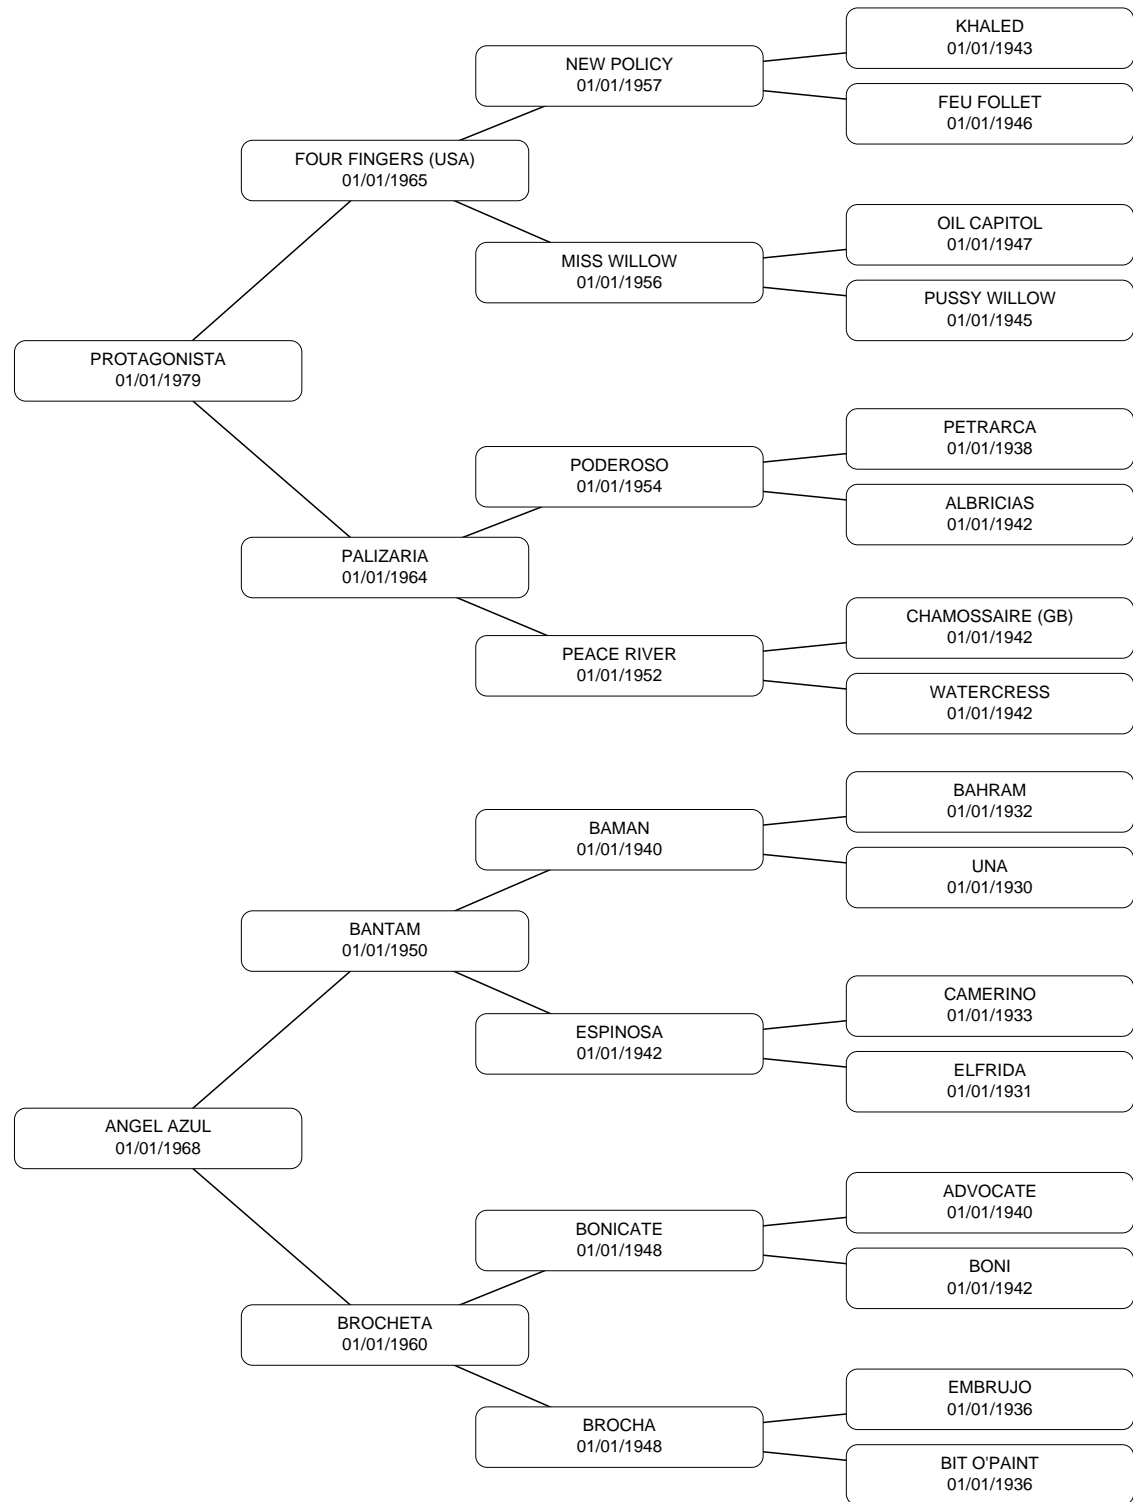 KHALED
01/01/1943
NEW POLICY
01/01/1957
FEU FOLLET
01/01/1946
FOUR FINGERS (USA)
01/01/1965
OIL CAPITOL
01/01/1947
MISS WILLOW
01/01/1956
PUSSY WILLOW
01/01/1945
PROTAGONISTA
01/01/1979
PETRARCA
01/01/1938
PODEROSO
01/01/1954
ALBRICIAS
01/01/1942
PALIZARIA
01/01/1964
CHAMOSSAIRE (GB)
01/01/1942
PEACE RIVER
01/01/1952
WATERCRESS
01/01/1942
BAHRAM
01/01/1932
BAMAN
01/01/1940
UNA
01/01/1930
BANTAM
01/01/1950
CAMERINO
01/01/1933
ESPINOSA
01/01/1942
ELFRIDA
01/01/1931
ANGEL AZUL
01/01/1968
ADVOCATE
01/01/1940
BONICATE
01/01/1948
BONI
01/01/1942
BROCHETA
01/01/1960
EMBRUJO
01/01/1936
BROCHA
01/01/1948
BIT O'PAINT
01/01/1936